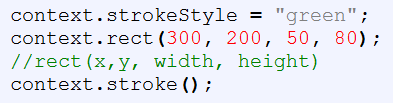 context.strokeStyle = "green";
context.rect(300, 200, 50, 80);
//rect(x,y, width, height)
context.stroke();